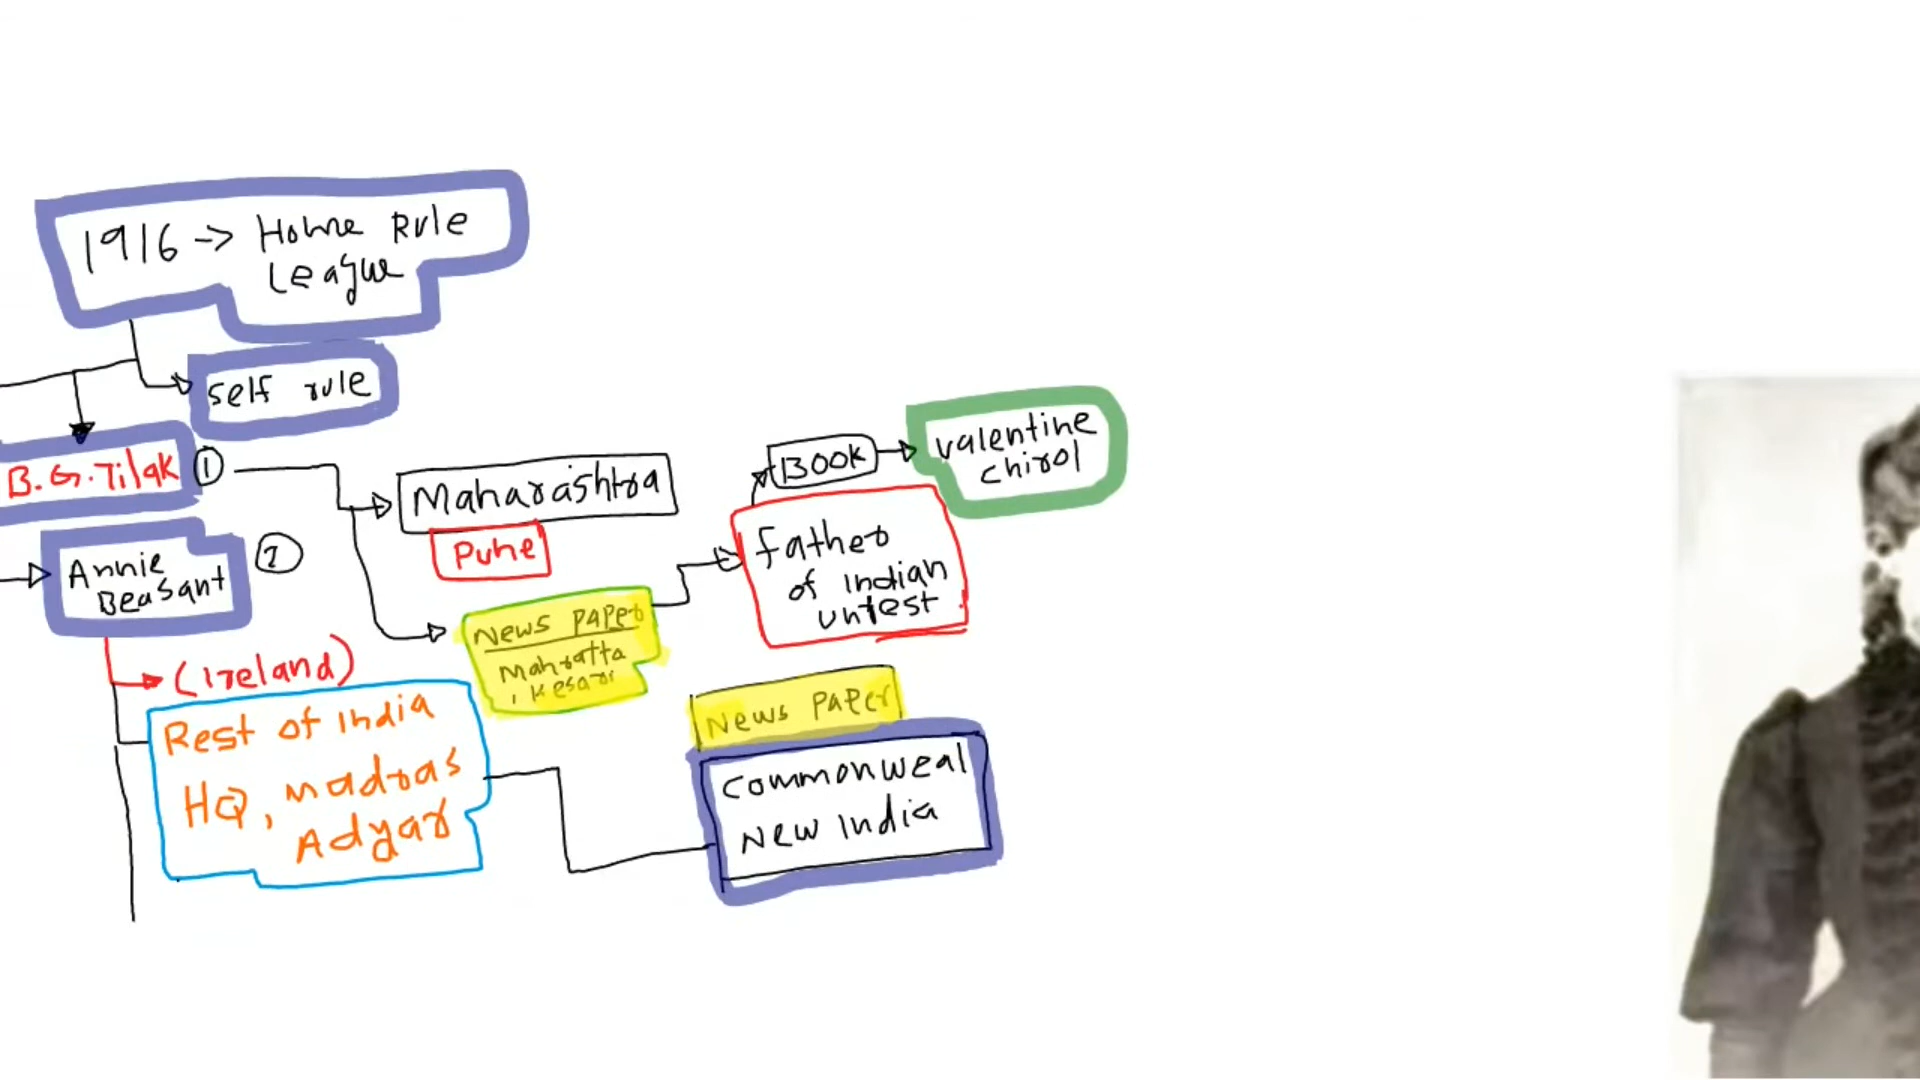 1916 -> Home Rule
League
self rule
B.G.Tilak 1
Maharashtra
Pune
Book
valentine
chirol
father
of Indian
untest
Annie
Beasant
2
News Paper
Mahratta
, Kesari
(Ireland)
Rest of India
HQ, madras
Adyar
News Paper
Commonweal
New India